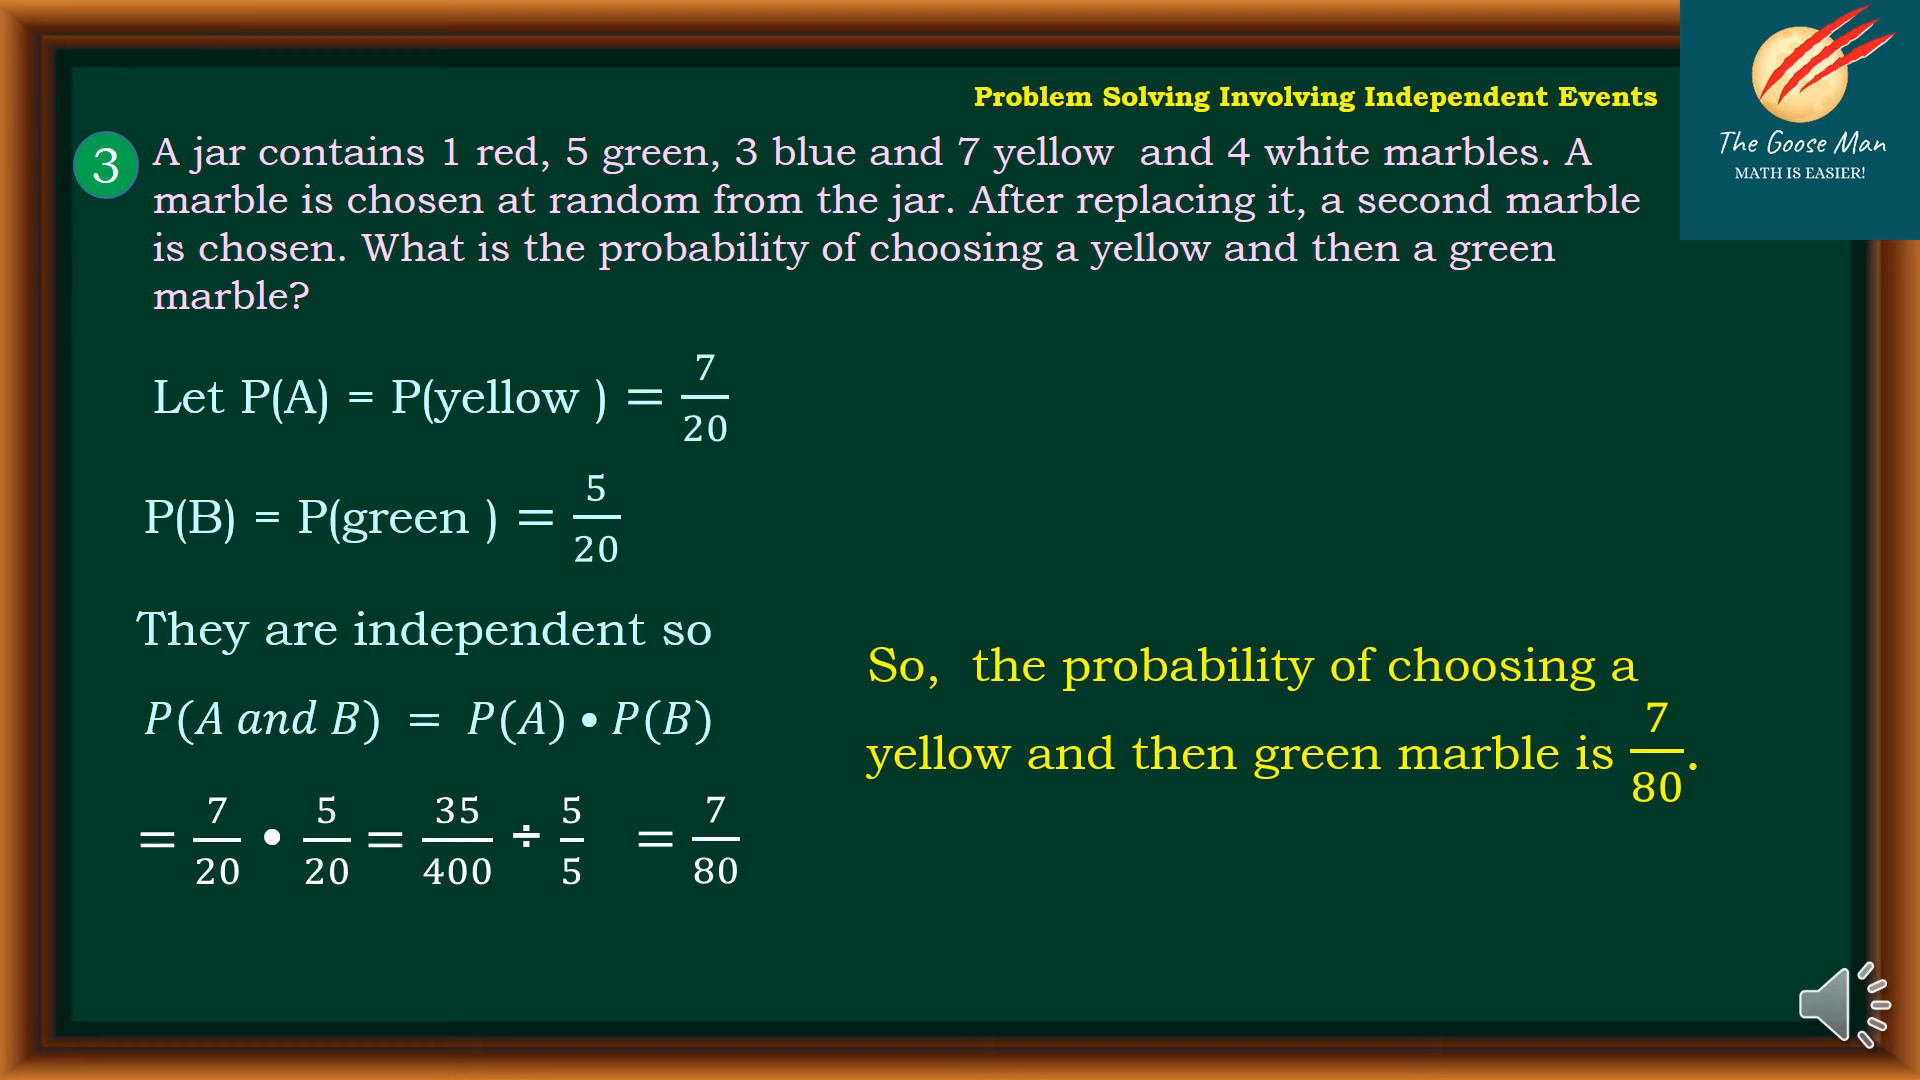 Problem Solving Involving Independent Events
The Goose Man
MATH IS EASIER!
3
A jar contains 1 red, 5 green, 3 blue and 7 yellow and 4 white marbles. A
marble is chosen at random from the jar. After replacing it, a second marble
is chosen. What is the probability of choosing a yellow and then a green
marble?
Let P(A) = P(yellow ) = 7/20
P(B) = P(green ) = 5/20
They are independent so
P(A and B) = P(A) • P(B)
= 7/20 • 5/20 = 35/400 ÷ 5/5 = 7/80
So, the probability of choosing a
yellow and then green marble is 7/80.